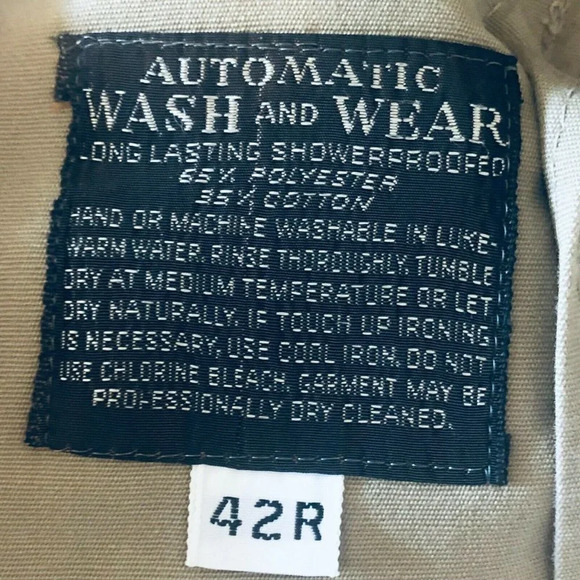 AUTOMATIC
WASH AND WEAR
LONG LASTING SHOWERPROOFED
65% POLYESTER
35% COTTON
HAND OR MACHINE WASHABLE IN LUKE-
WARM WATER. RINSE THOROUGHLY. TUMBLE
DRY AT MEDIUM TEMPERATURE OR LET
DRY NATURALLY. IF TOUCH UP IRONING
IS NECESSARY, USE COOL IRON. DO NOT
USE CHLORINE BLEACH. GARMENT MAY BE
PROFESSIONALLY DRY CLEANED.
42R